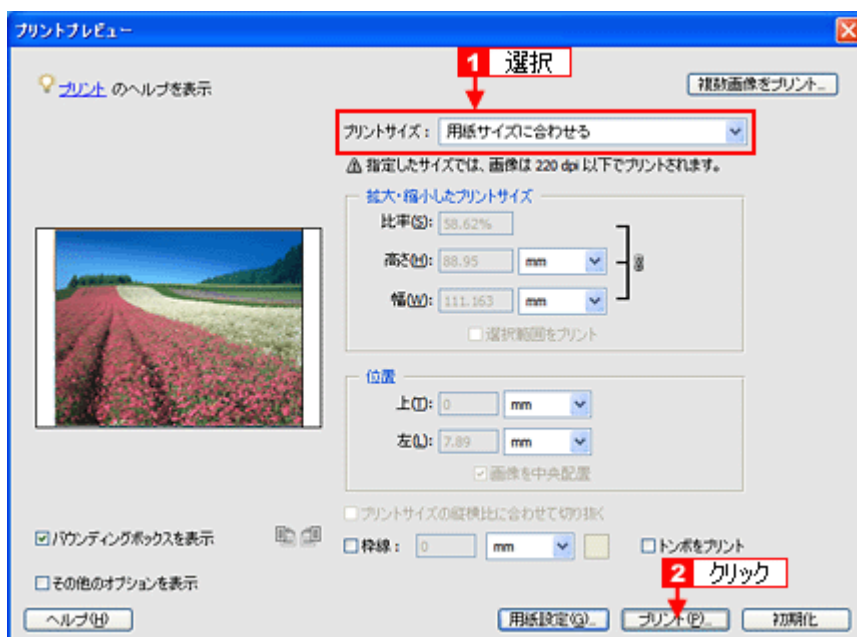 プリントプレビュー
1 選択
プリント のヘルプを表示
複数画像をプリント...
プリントサイズ： 用紙サイズに合わせる
指定したサイズでは、画像は 220 dpi 以下でプリントされます。
拡大・縮小したプリントサイズ
比率(S): 58.62%
高さ(H): 88.95 mm
幅(W): 111.163 mm
選択範囲をプリント
位置
上(T): 0 mm
左(L): 7.89 mm
画像を中央配置
プリントサイズの縦横比に合わせて切り抜く
バウンディングボックスを表示
枠線： 0 mm
トンボをプリント
その他のオプションを表示
2 クリック
ヘルプ(H)
用紙設定(G)...
プリント(P)...
初期化